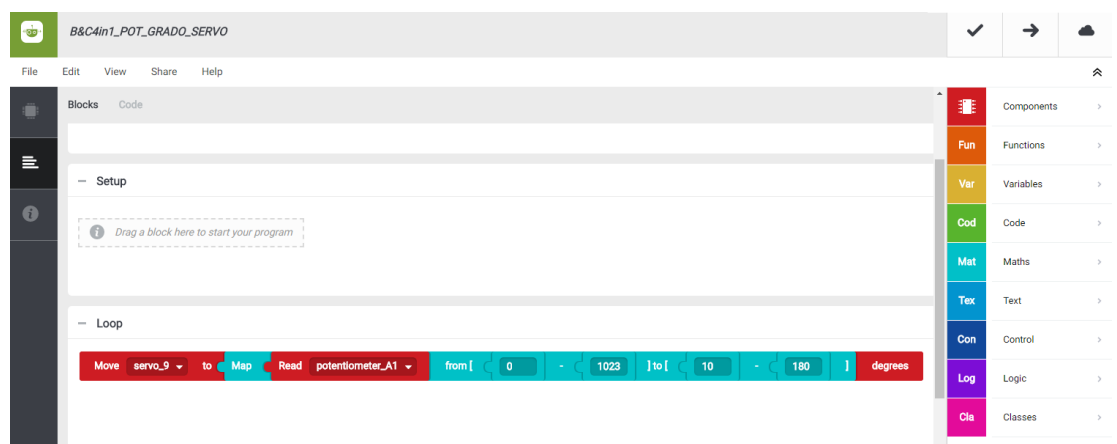 B&C4in1_POT_GRADO_SERVO
File Edit View Share Help
Blocks Code
Setup
Drag a block here to start your program
Loop
Move servo_9 to Map Read potentiometer_A1 from [ 0 - 1023 ] to [ 10 - 180 ] degrees
Components
Fun Functions
Var Variables
Cod Code
Mat Maths
Tex Text
Con Control
Log Logic
Cla Classes